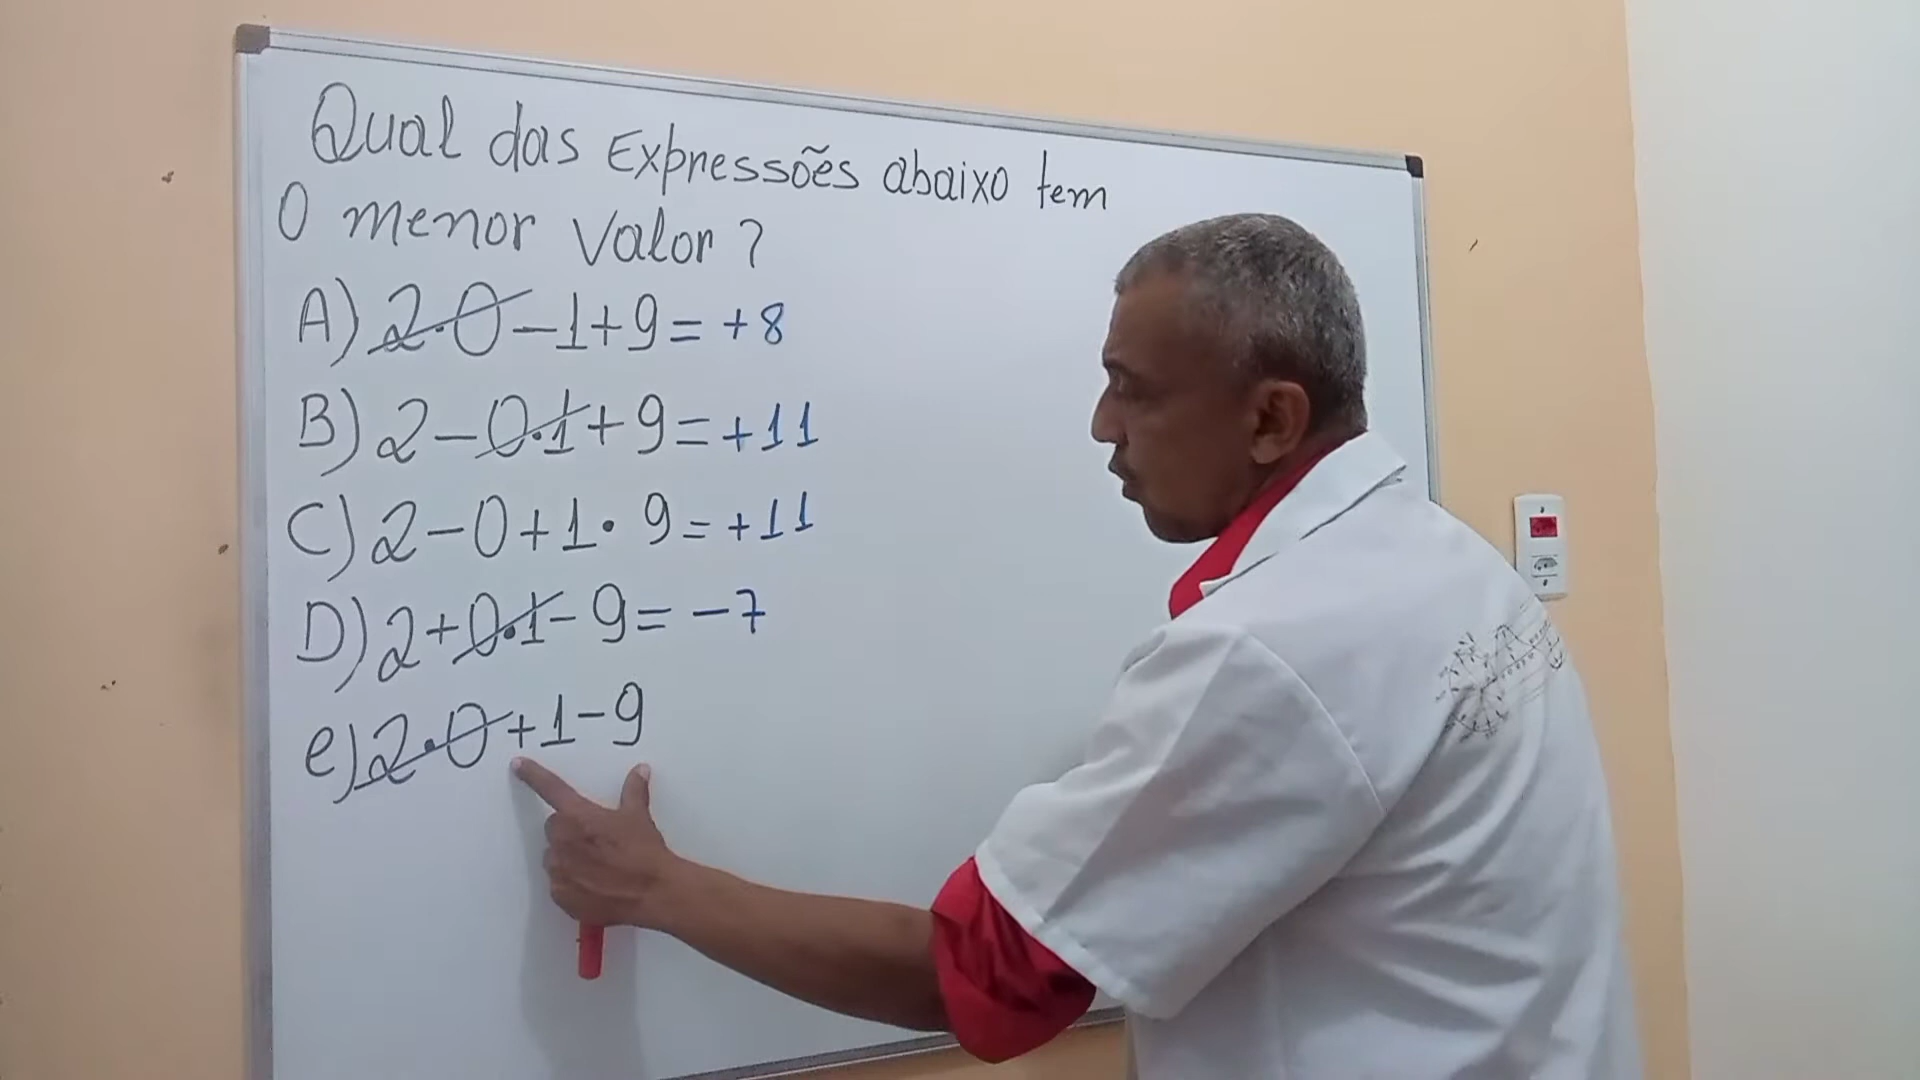 Qual das Expressões abaixo tem
O menor Valor?
A) 2·0-1+9= +8
B) 2-0·1+9= +11
C) 2-0+1·9= +11
D) 2+0·1-9= -7
e) 2·0+1-9